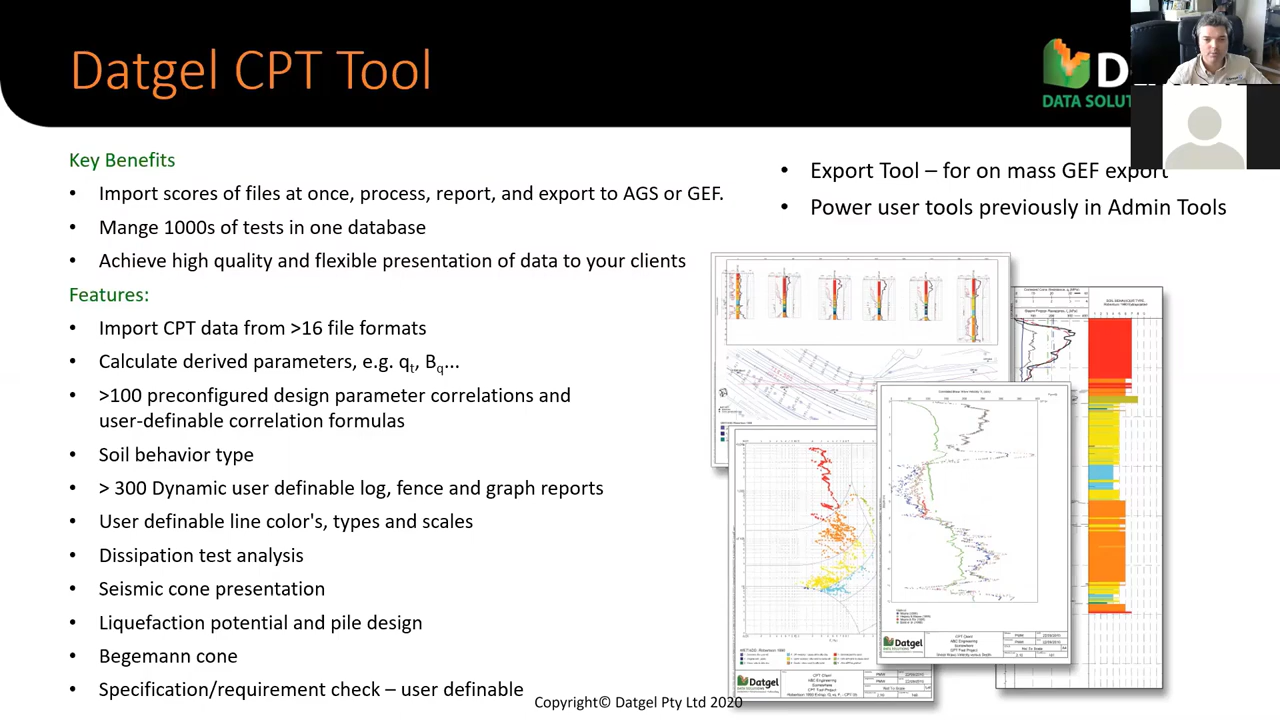 Datgel CPT Tool
DATA
Key Benefits
• Import scores of files at once, process, report, and export to AGS or GEF.
• Mange 1000s of tests in one database
• Achieve high quality and flexible presentation of data to your clients
Features:
• Import CPT data from >16 file formats
• Calculate derived parameters, e.g. qt, Bq...
• >100 preconfigured design parameter correlations and
user-definable correlation formulas
• Soil behavior type
• > 300 Dynamic user definable log, fence and graph reports
• User definable line color's, types and scales
• Dissipation test analysis
• Seismic cone presentation
• Liquefaction potential and pile design
• Begemann cone
• Specification/requirement check – user definable
• Export Tool – for on mass GEF export
• Power user tools previously in Admin Tools
Datgel
Datgel
Copyright© Datgel Pty Ltd 2020